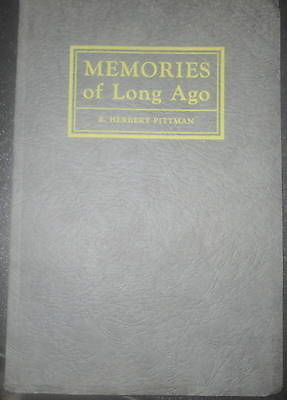 MEMORIES
of Long Ago
E. HERBERT PITTMAN